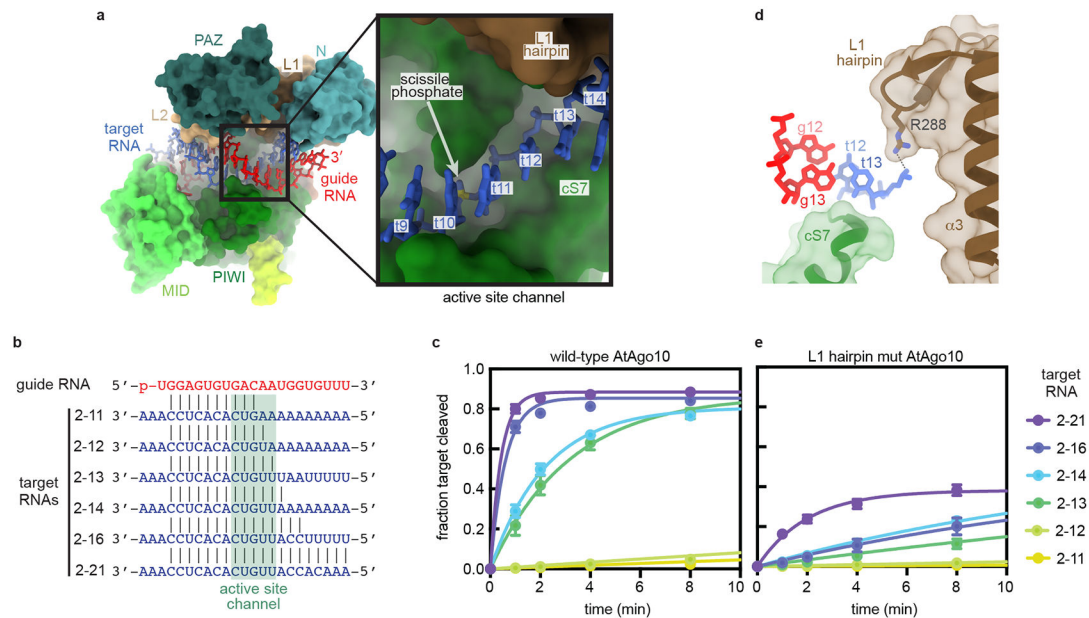 a
PAZ
L1
N
L2
target
RNA
3′
guide
RNA
MID
PIWI
L1
hairpin
scissile
phosphate
t14
t13
t12
t11
t10
t9
cS7
active site channel
d
L1
hairpin
R288
g12
t12
t13
g13
cS7
α3
b
guide RNA 5′-p-UGGAGUGUGACAAUGGUGUUU-3′
target
RNAs
2-11 3′-AAACCUCACACUGAAAAAAAAAA-5′
2-12 3′-AAACCUCACACUGUAAAAAAAAA-5′
2-13 3′-AAACCUCACACUGUUUAAUUUUA-5′
2-14 3′-AAACCUCACACUGUUAAAAAAAA-5′
2-16 3′-AAACCUCACACUGUUACCUUUUU-5′
2-21 3′-AAACCUCACACUGUUACCACAAA-5′
active site
channel
c
wild-type AtAgo10
fraction target cleaved
1.0
0.8
0.6
0.4
0.2
0.0
0 2 4 6 8 10
time (min)
e
L1 hairpin mut AtAgo10
0 2 4 6 8 10
time (min)
target
RNA
2-21
2-16
2-14
2-13
2-12
2-11